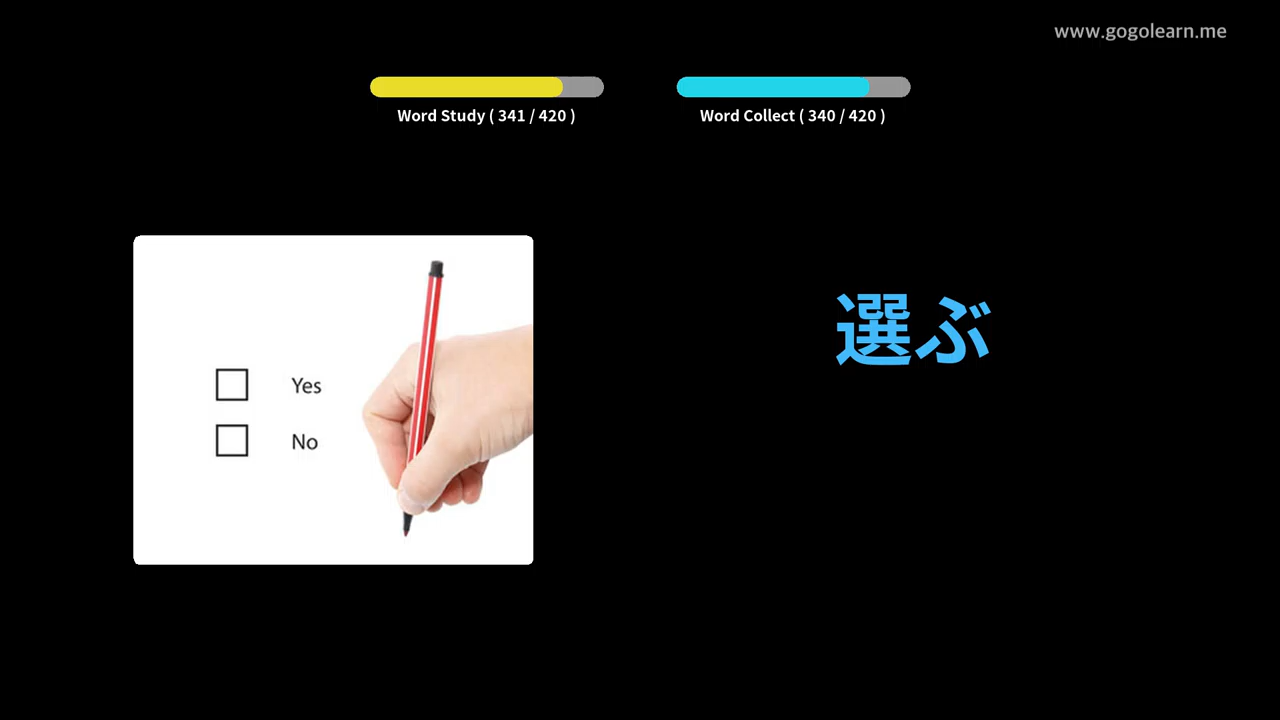 www.gogolearn.me
Word Study ( 341 / 420 )
Word Collect ( 340 / 420 )
Yes
No
選ぶ